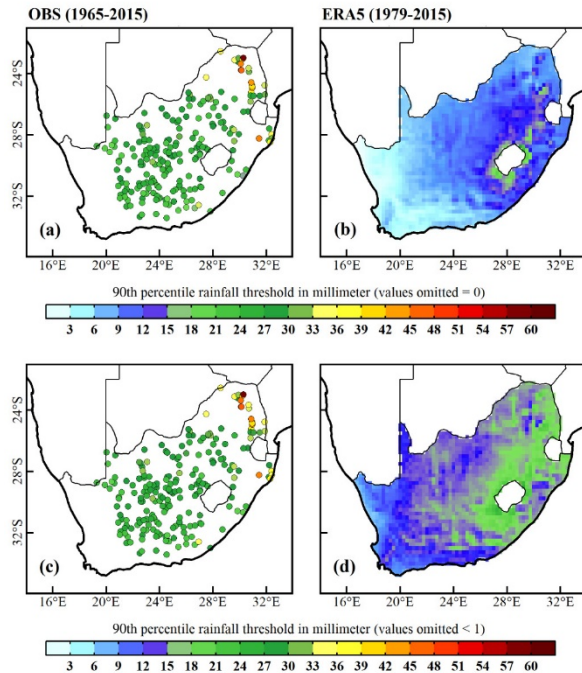 OBS (1965-2015) ERA5 (1979-2015)
24°S
28°S
32°S
(a) (b)
16°E 20°E 24°E 28°E 32°E 16°E 20°E 24°E 28°E 32°E
90th percentile rainfall threshold in millimeter (values omitted = 0)
3 6 9 12 15 18 21 24 27 30 33 36 39 42 45 48 51 54 57 60
24°S
28°S
32°S
(c) (d)
16°E 20°E 24°E 28°E 32°E 16°E 20°E 24°E 28°E 32°E
90th percentile rainfall threshold in millimeter (values omitted < 1)
3 6 9 12 15 18 21 24 27 30 33 36 39 42 45 48 51 54 57 60